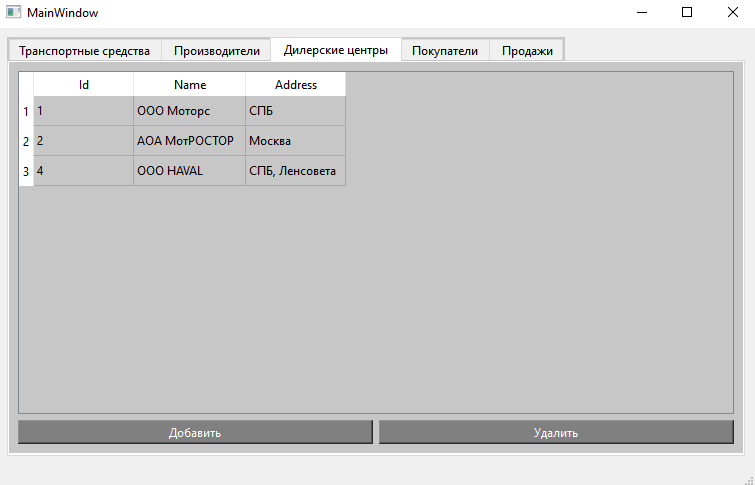 MainWindow
Транспортные средства Производители Дилерские центры Покупатели Продажи
Id Name Address
1 1 ООО Моторс СПБ
2 2 АОА МотРОСТОР Москва
3 4 ООО HAVAL СПБ, Ленсовета
Добавить Удалить